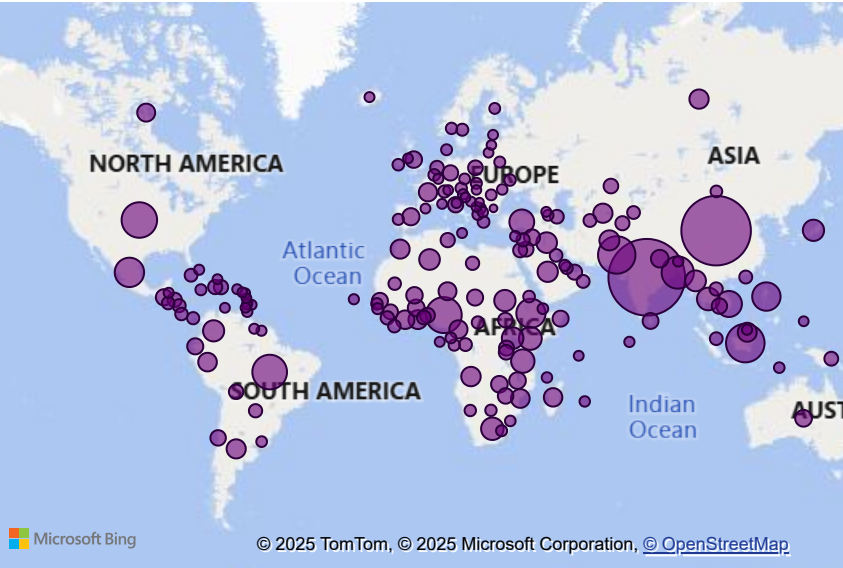 NORTH AMERICA
EUROPE
ASIA
Atlantic
Ocean
AFRICA
SOUTH AMERICA
Indian
Ocean
AUST
Microsoft Bing
© 2025 TomTom, © 2025 Microsoft Corporation, © OpenStreetMap